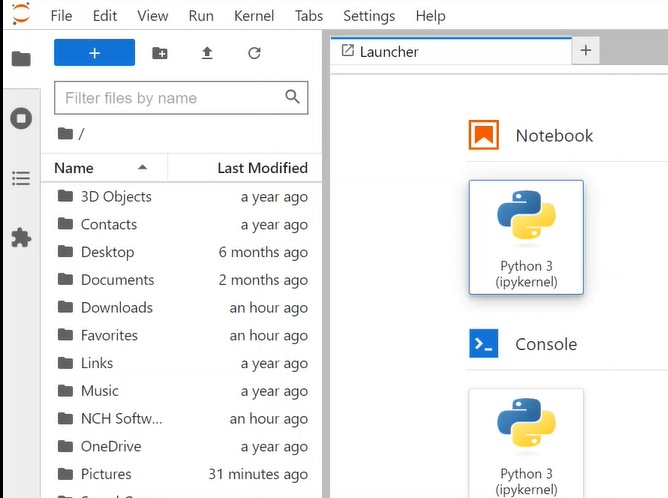 File Edit View Run Kernel Tabs Settings Help
+
Launcher +
Filter files by name
/
Name Last Modified
3D Objects a year ago
Contacts a year ago
Desktop 6 months ago
Documents 2 months ago
Downloads an hour ago
Favorites an hour ago
Links a year ago
Music a year ago
NCH Softw... an hour ago
OneDrive a year ago
Pictures 31 minutes ago
Notebook
Python 3
(ipykernel)
Console
Python 3
(ipykernel)